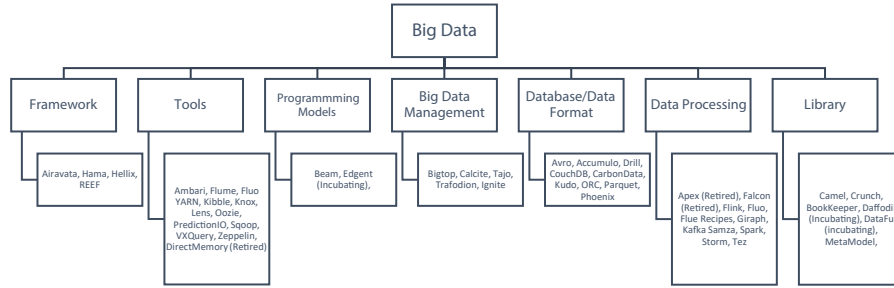 Big Data
Framework
Tools
Programmming
Models
Big Data
Management
Database/Data
Format
Data Processing
Library
Airavata, Hama, Hellix,
REEF
Ambari, Flume, Fluo
YARN, Kibble, Knox,
Lens, Oozie,
PredictionIO, Sqoop,
VXQuery, Zeppelin,
DirectMemory (Retired)
Beam, Edgent
(Incubating),
Bigtop, Calcite, Tajo,
Trafodion, Ignite
Avro, Accumulo, Drill,
CouchDB, CarbonData,
Kudo, ORC, Parquet,
Phoenix
Apex (Retired), Falcon
(Retired), Flink, Fluo,
Flue Recipes, Giraph,
Kafka Samza, Spark,
Storm, Tez
Camel, Crunch,
BookKeeper, Daffodil
(Incubating), DataFu
(incubating),
MetaModel,